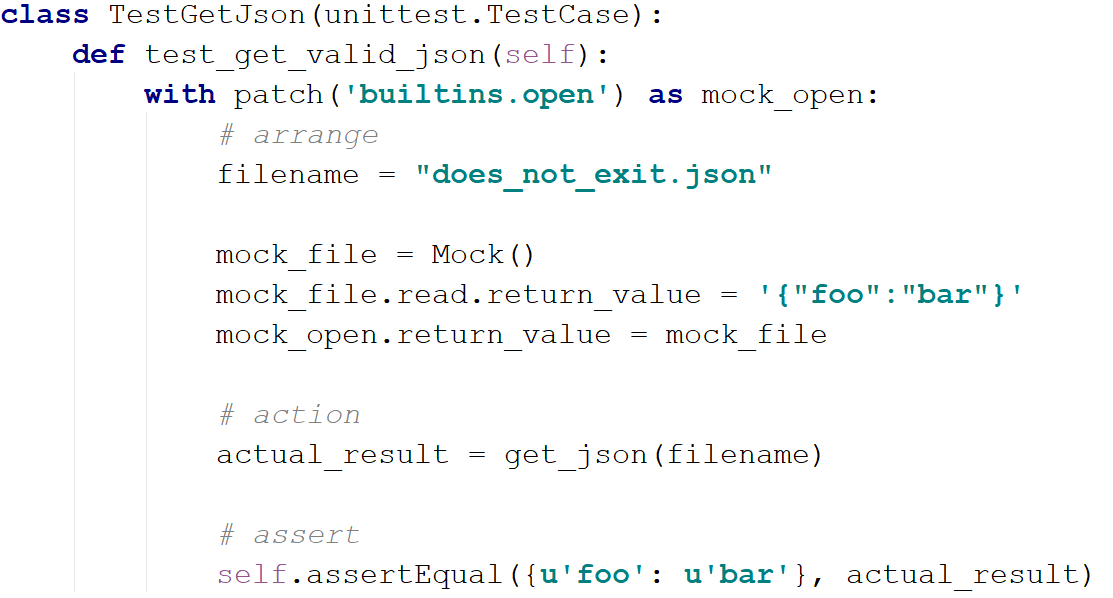 class TestGetJson(unittest.TestCase):
    def test_get_valid_json(self):
        with patch('builtins.open') as mock_open:
            # arrange
            filename = "does_not_exit.json"

            mock_file = Mock()
            mock_file.read.return_value = '{"foo":"bar"}'
            mock_open.return_value = mock_file

            # action
            actual_result = get_json(filename)

            # assert
            self.assertEqual({u'foo': u'bar'}, actual_result)